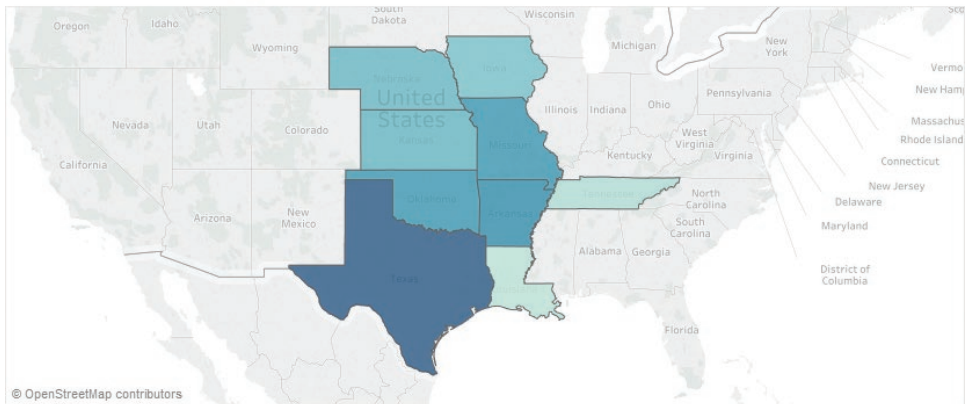 Oregon
Idaho
South
Dakota
Wisconsin
Wyoming
Michigan
New
York
Vermo
Nebraska
Iowa
New Hamp
United
States
Nevada
Utah
Colorado
Illinois
Indiana
Ohio
Pennsylvania
Massachus
Rhode Island
Kansas
Missouri
West
Virginia
Kentucky
Virginia
Connecticut
California
New Jersey
Delaware
Arizona
New
Mexico
Oklahoma
Arkansas
Tennessee
North
Carolina
South
Carolina
Maryland
Alabama
Georgia
Texas
District of
Columbia
Florida
© OpenStreetMap contributors